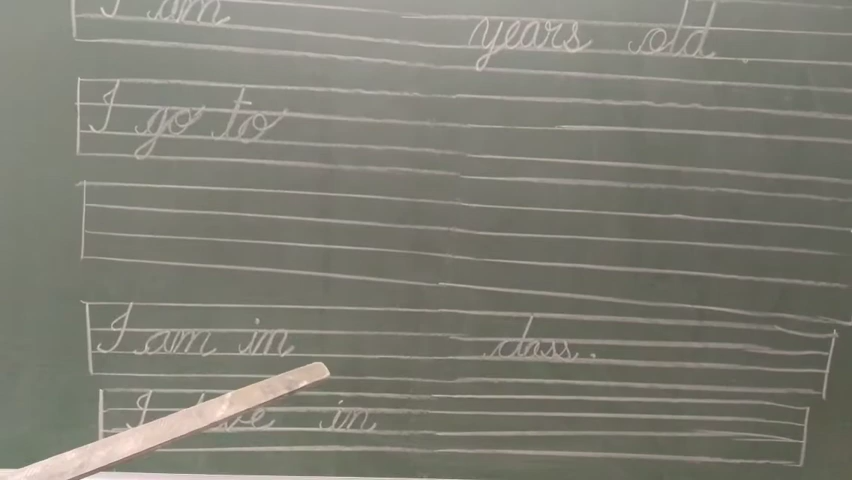 I am years old.
I go to
I am in class.
I live in